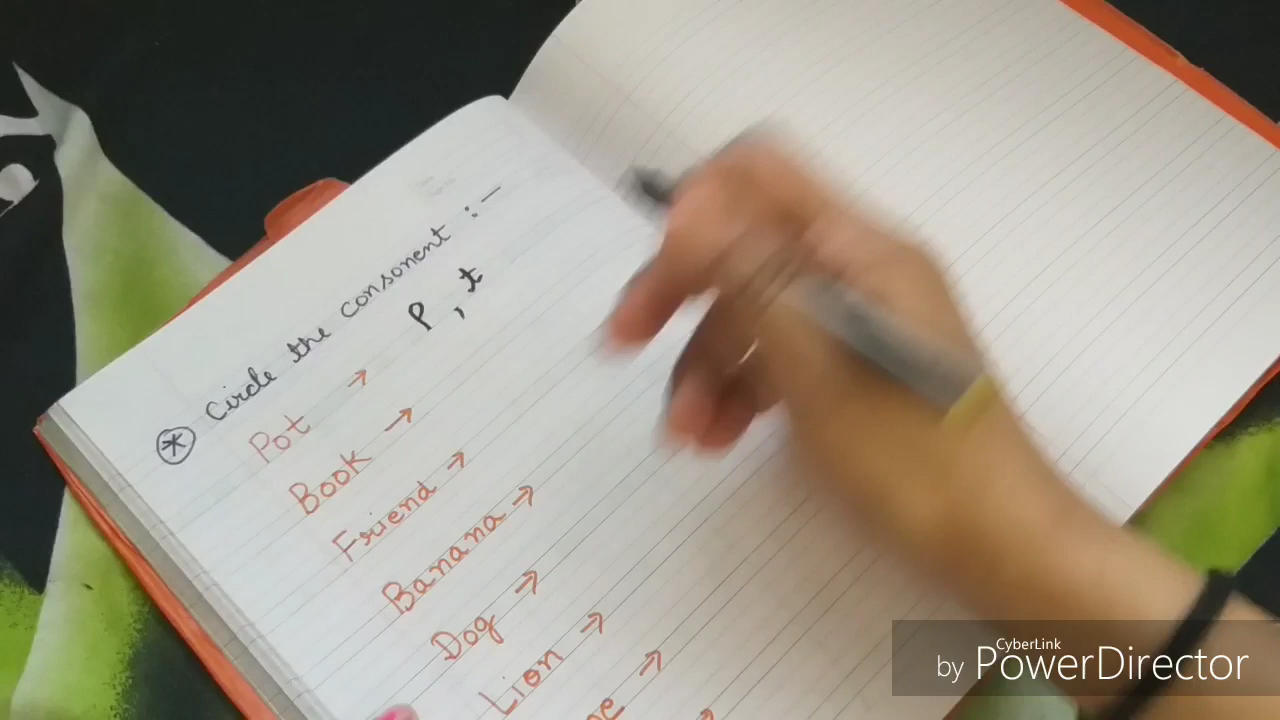 * Circle the consonent :-
Pot → P, t
Book →
Friend →
Banana →
Dog →
Lion →
CyberLink
by PowerDirector